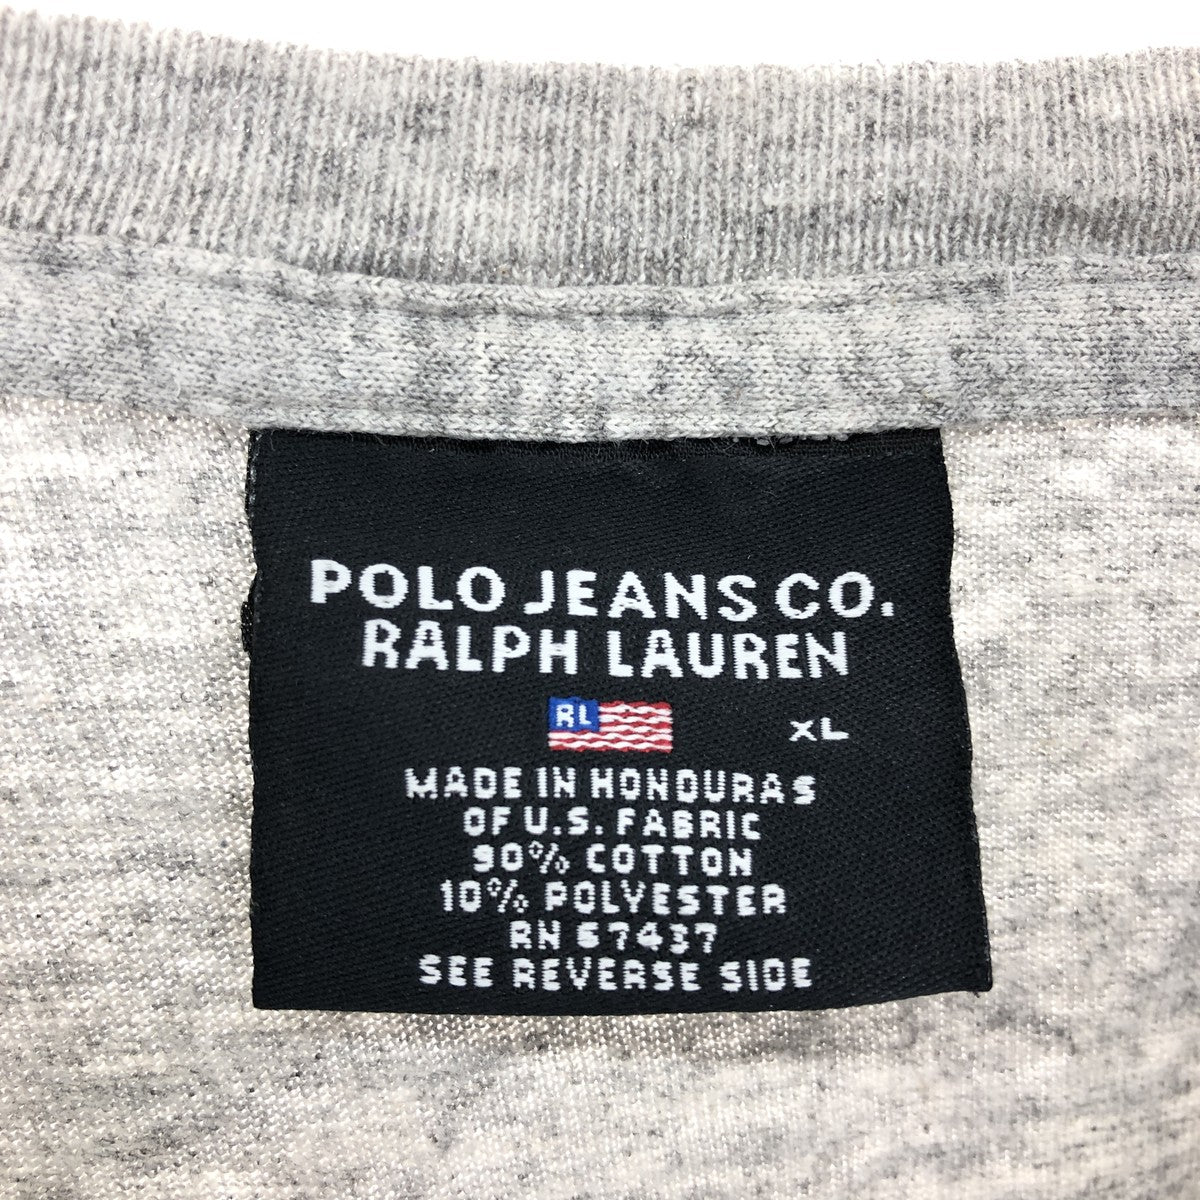 POLO JEANS CO.
RALPH LAUREN
RL XL
MADE IN HONDURAS
OF U.S. FABRIC
90% COTTON
10% POLYESTER
RN 67437
SEE REVERSE SIDE